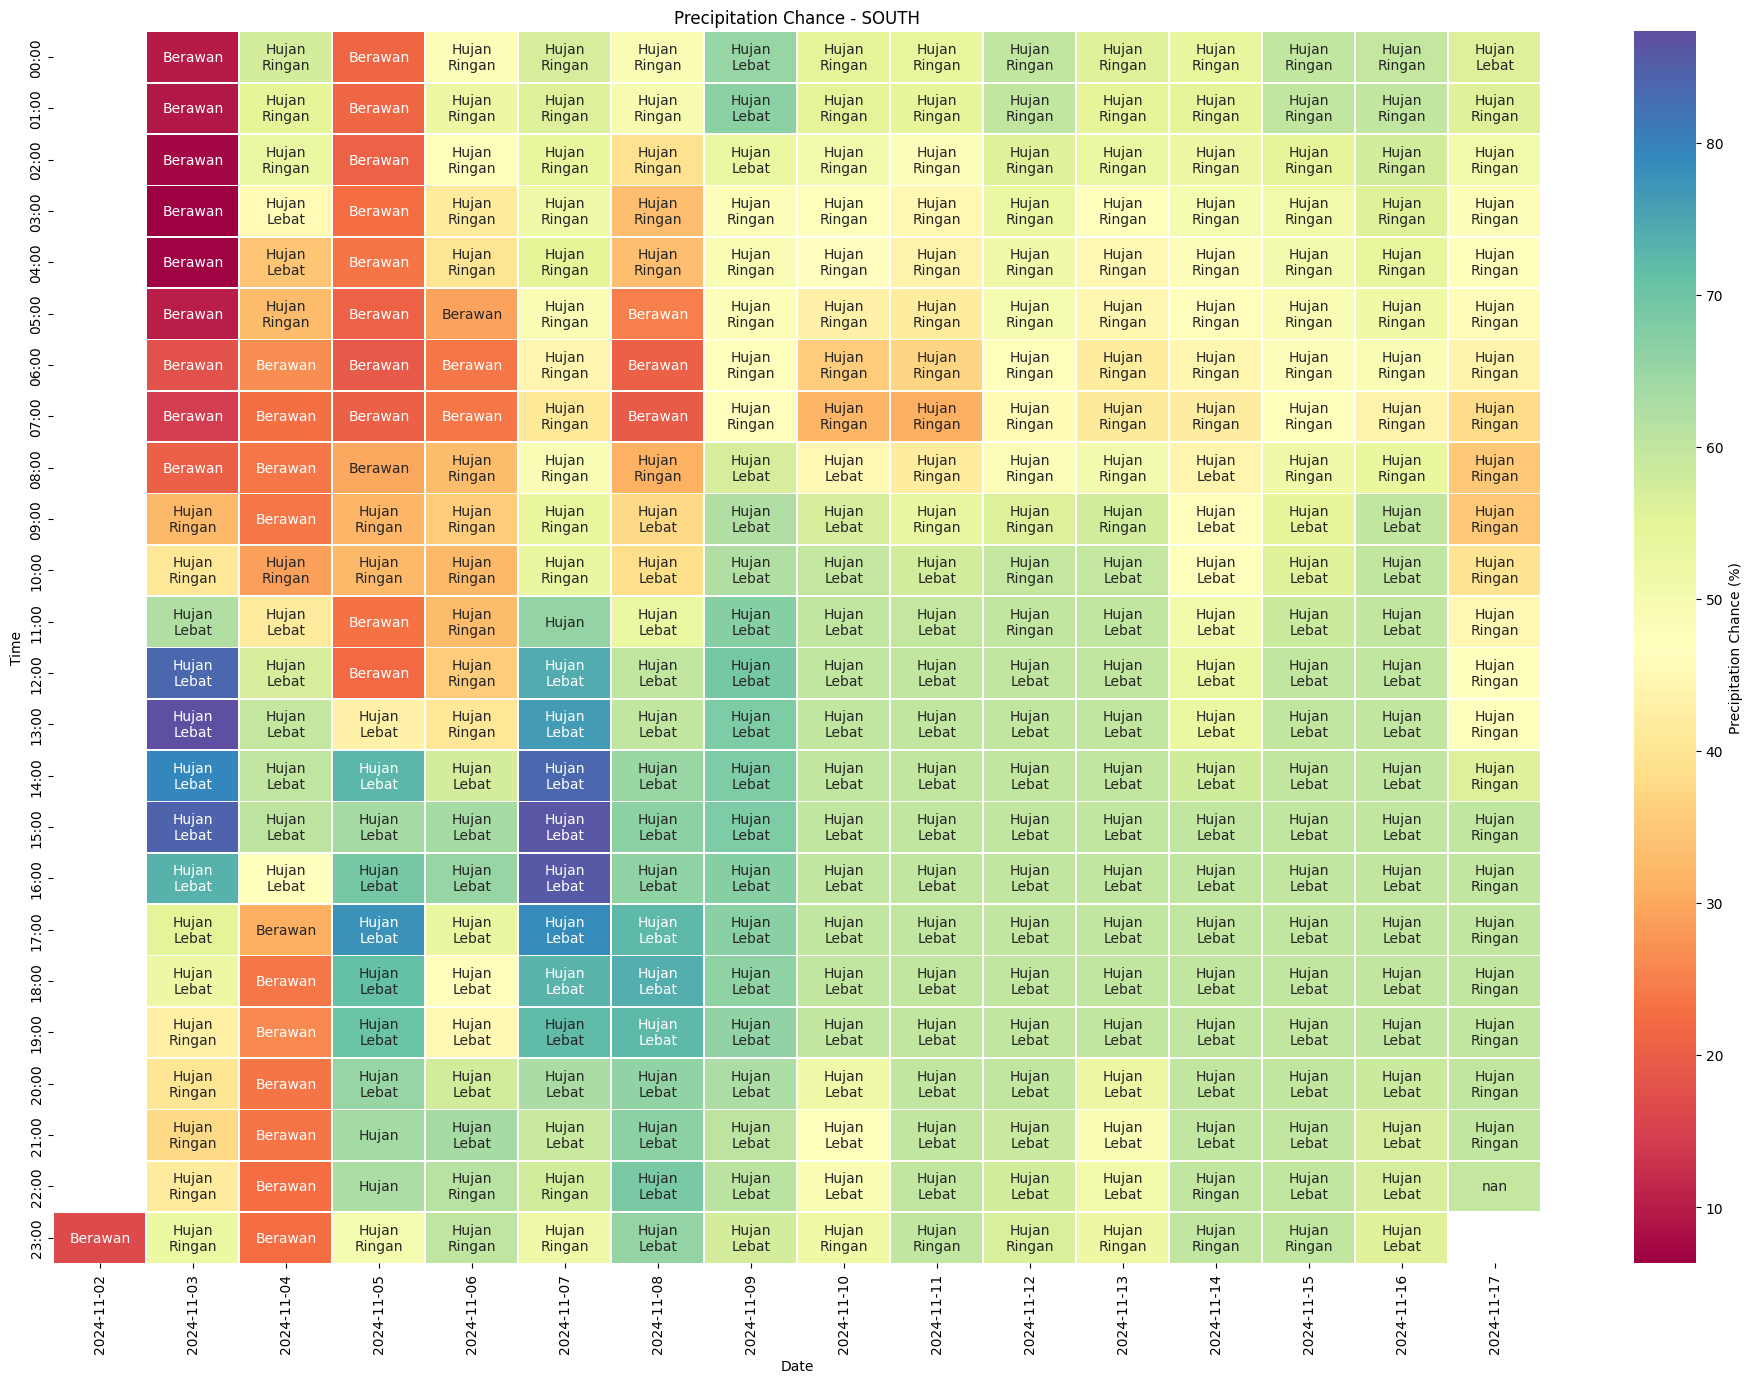 Precipitation Chance - SOUTH
00:00 Berawan Hujan Ringan Berawan Hujan Ringan Hujan Ringan Hujan Ringan Hujan Lebat Hujan Ringan Hujan Ringan Hujan Ringan Hujan Ringan Hujan Ringan Hujan Ringan Hujan Ringan Hujan Lebat
01:00 Berawan Hujan Ringan Berawan Hujan Ringan Hujan Ringan Hujan Ringan Hujan Lebat Hujan Ringan Hujan Ringan Hujan Ringan Hujan Ringan Hujan Ringan Hujan Ringan Hujan Ringan Hujan Ringan
02:00 Berawan Hujan Ringan Berawan Hujan Ringan Hujan Ringan Hujan Ringan Hujan Lebat Hujan Ringan Hujan Ringan Hujan Ringan Hujan Ringan Hujan Ringan Hujan Ringan Hujan Ringan Hujan Ringan
03:00 Berawan Hujan Lebat Berawan Hujan Ringan Hujan Ringan Hujan Ringan Hujan Ringan Hujan Ringan Hujan Ringan Hujan Ringan Hujan Ringan Hujan Ringan Hujan Ringan Hujan Ringan Hujan Ringan
04:00 Berawan Hujan Lebat Berawan Hujan Ringan Hujan Ringan Hujan Ringan Hujan Ringan Hujan Ringan Hujan Ringan Hujan Ringan Hujan Ringan Hujan Ringan Hujan Ringan Hujan Ringan Hujan Ringan
05:00 Berawan Hujan Ringan Berawan Berawan Hujan Ringan Berawan Hujan Ringan Hujan Ringan Hujan Ringan Hujan Ringan Hujan Ringan Hujan Ringan Hujan Ringan Hujan Ringan Hujan Ringan
06:00 Berawan Berawan Berawan Berawan Hujan Ringan Berawan Hujan Ringan Hujan Ringan Hujan Ringan Hujan Ringan Hujan Ringan Hujan Ringan Hujan Ringan Hujan Ringan Hujan Ringan
07:00 Berawan Berawan Berawan Berawan Hujan Ringan Berawan Hujan Ringan Hujan Ringan Hujan Ringan Hujan Ringan Hujan Ringan Hujan Ringan Hujan Ringan Hujan Ringan Hujan Ringan
08:00 Berawan Berawan Berawan Hujan Ringan Hujan Ringan Hujan Ringan Hujan Lebat Hujan Lebat Hujan Ringan Hujan Ringan Hujan Ringan Hujan Lebat Hujan Ringan Hujan Ringan Hujan Ringan
09:00 Hujan Ringan Berawan Hujan Ringan Hujan Ringan Hujan Ringan Hujan Lebat Hujan Lebat Hujan Lebat Hujan Ringan Hujan Ringan Hujan Ringan Hujan Lebat Hujan Lebat Hujan Lebat Hujan Ringan
10:00 Hujan Ringan Hujan Ringan Hujan Ringan Hujan Ringan Hujan Ringan Hujan Lebat Hujan Lebat Hujan Lebat Hujan Lebat Hujan Ringan Hujan Lebat Hujan Lebat Hujan Lebat Hujan Lebat Hujan Ringan
11:00 Hujan Lebat Hujan Lebat Berawan Hujan Ringan Hujan Hujan Lebat Hujan Lebat Hujan Lebat Hujan Lebat Hujan Ringan Hujan Lebat Hujan Lebat Hujan Lebat Hujan Lebat Hujan Ringan
12:00 Hujan Lebat Hujan Lebat Berawan Hujan Ringan Hujan Lebat Hujan Lebat Hujan Lebat Hujan Lebat Hujan Lebat Hujan Lebat Hujan Lebat Hujan Lebat Hujan Lebat Hujan Lebat Hujan Ringan
13:00 Hujan Lebat Hujan Lebat Hujan Lebat Hujan Ringan Hujan Lebat Hujan Lebat Hujan Lebat Hujan Lebat Hujan Lebat Hujan Lebat Hujan Lebat Hujan Lebat Hujan Lebat Hujan Lebat Hujan Ringan
14:00 Hujan Lebat Hujan Lebat Hujan Lebat Hujan Lebat Hujan Lebat Hujan Lebat Hujan Lebat Hujan Lebat Hujan Lebat Hujan Lebat Hujan Lebat Hujan Lebat Hujan Lebat Hujan Lebat Hujan Ringan
15:00 Hujan Lebat Hujan Lebat Hujan Lebat Hujan Lebat Hujan Lebat Hujan Lebat Hujan Lebat Hujan Lebat Hujan Lebat Hujan Lebat Hujan Lebat Hujan Lebat Hujan Lebat Hujan Lebat Hujan Ringan
16:00 Hujan Lebat Hujan Lebat Hujan Lebat Hujan Lebat Hujan Lebat Hujan Lebat Hujan Lebat Hujan Lebat Hujan Lebat Hujan Lebat Hujan Lebat Hujan Lebat Hujan Lebat Hujan Lebat Hujan Ringan
17:00 Hujan Lebat Berawan Hujan Lebat Hujan Lebat Hujan Lebat Hujan Lebat Hujan Lebat Hujan Lebat Hujan Lebat Hujan Lebat Hujan Lebat Hujan Lebat Hujan Lebat Hujan Lebat Hujan Ringan
18:00 Hujan Lebat Berawan Hujan Lebat Hujan Lebat Hujan Lebat Hujan Lebat Hujan Lebat Hujan Lebat Hujan Lebat Hujan Lebat Hujan Lebat Hujan Lebat Hujan Lebat Hujan Lebat Hujan Ringan
19:00 Hujan Ringan Berawan Hujan Lebat Hujan Lebat Hujan Lebat Hujan Lebat Hujan Lebat Hujan Lebat Hujan Lebat Hujan Lebat Hujan Lebat Hujan Lebat Hujan Lebat Hujan Lebat Hujan Ringan
20:00 Hujan Ringan Berawan Hujan Lebat Hujan Lebat Hujan Lebat Hujan Lebat Hujan Lebat Hujan Lebat Hujan Lebat Hujan Lebat Hujan Lebat Hujan Lebat Hujan Lebat Hujan Lebat Hujan Ringan
21:00 Hujan Ringan Berawan Hujan Hujan Lebat Hujan Lebat Hujan Lebat Hujan Lebat Hujan Lebat Hujan Lebat Hujan Lebat Hujan Lebat Hujan Lebat Hujan Lebat Hujan Lebat Hujan Ringan
22:00 Hujan Ringan Berawan Hujan Hujan Ringan Hujan Ringan Hujan Lebat Hujan Lebat Hujan Lebat Hujan Lebat Hujan Lebat Hujan Lebat Hujan Ringan Hujan Lebat Hujan Lebat nan
23:00 Berawan Hujan Ringan Berawan Hujan Ringan Hujan Ringan Hujan Ringan Hujan Lebat Hujan Lebat Hujan Ringan Hujan Ringan Hujan Ringan Hujan Ringan Hujan Ringan Hujan Ringan Hujan Lebat
2024-11-02 2024-11-03 2024-11-04 2024-11-05 2024-11-06 2024-11-07 2024-11-08 2024-11-09 2024-11-10 2024-11-11 2024-11-12 2024-11-13 2024-11-14 2024-11-15 2024-11-16 2024-11-17
Date
Time
80
70
60
50
40
30
20
10
Precipitation Chance (%)